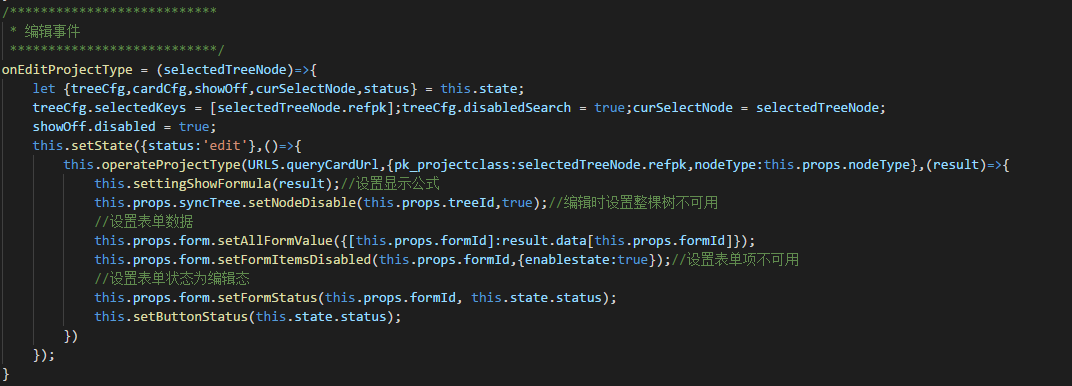 /***************************
* 编辑事件
***************************/
onEditProjectType = (selectedTreeNode)=>{
let {treeCfg,cardCfg,showOff,curSelectNode,status} = this.state;
treeCfg.selectedKeys = [selectedTreeNode.refpk];treeCfg.disabledSearch = true;curSelectNode = selectedTreeNode;
showOff.disabled = true;
this.setState({status:'edit'},()=>{
this.operateProjectType(URLS.queryCardUrl,{pk_projectclass:selectedTreeNode.refpk,nodeType:this.props.nodeType},(result)=>{
this.settingShowFormula(result);//设置显示公式
this.props.syncTree.setNodeDisable(this.props.treeId,true);//编辑时设置整棵树不可用
//设置表单数据
this.props.form.setAllFormValue({[this.props.formId]:result.data[this.props.formId]});
this.props.form.setFormItemsDisabled(this.props.formId,{enablestate:true});//设置表单项不可用
//设置表单状态为编辑态
this.props.form.setFormStatus(this.props.formId, this.state.status);
this.setButtonStatus(this.state.status);
})
});
}